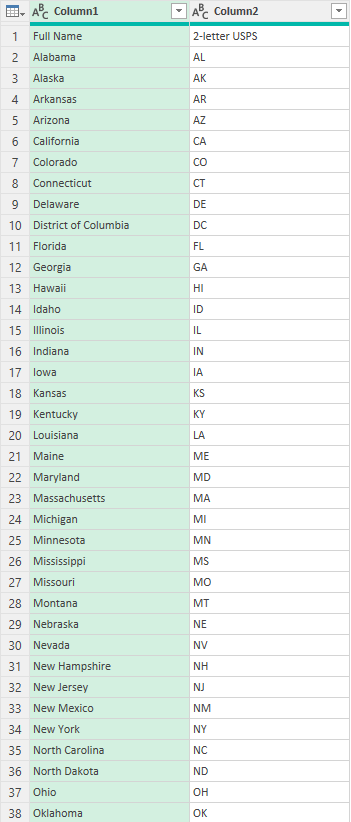 ABC Column1 ABC Column2
1 Full Name 2-letter USPS
2 Alabama AL
3 Alaska AK
4 Arkansas AR
5 Arizona AZ
6 California CA
7 Colorado CO
8 Connecticut CT
9 Delaware DE
10 District of Columbia DC
11 Florida FL
12 Georgia GA
13 Hawaii HI
14 Idaho ID
15 Illinois IL
16 Indiana IN
17 Iowa IA
18 Kansas KS
19 Kentucky KY
20 Louisiana LA
21 Maine ME
22 Maryland MD
23 Massachusetts MA
24 Michigan MI
25 Minnesota MN
26 Mississippi MS
27 Missouri MO
28 Montana MT
29 Nebraska NE
30 Nevada NV
31 New Hampshire NH
32 New Jersey NJ
33 New Mexico NM
34 New York NY
35 North Carolina NC
36 North Dakota ND
37 Ohio OH
38 Oklahoma OK